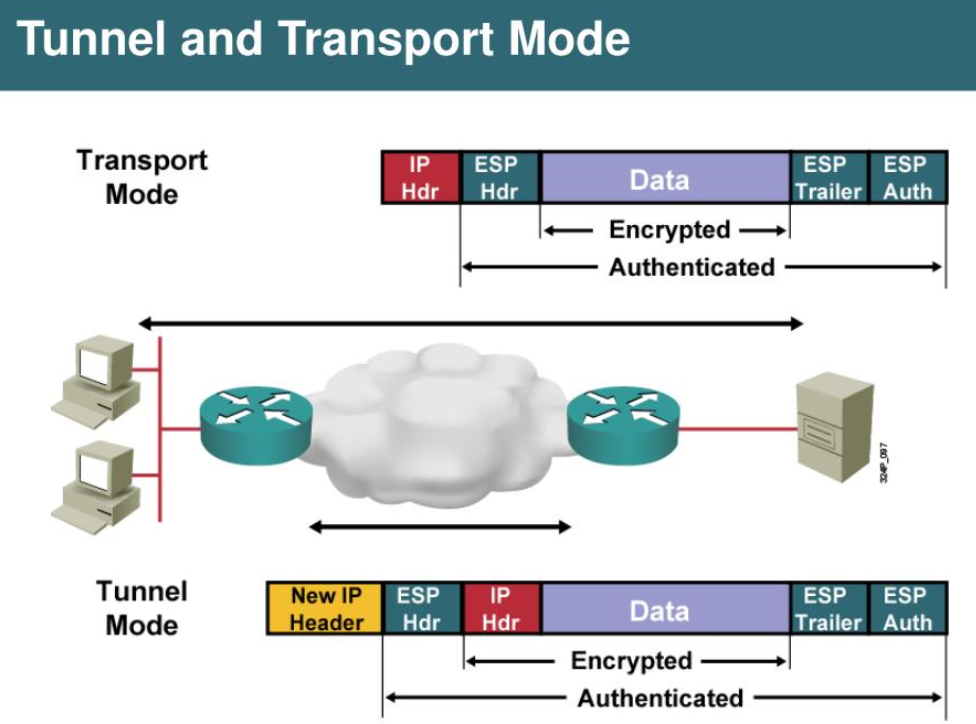 Tunnel and Transport Mode
Transport
Mode
IP
Hdr
ESP
Hdr
Data
ESP
Trailer
ESP
Auth
Encrypted
Authenticated
324P_097
Tunnel
Mode
New IP
Header
ESP
Hdr
IP
Hdr
Data
ESP
Trailer
ESP
Auth
Encrypted
Authenticated